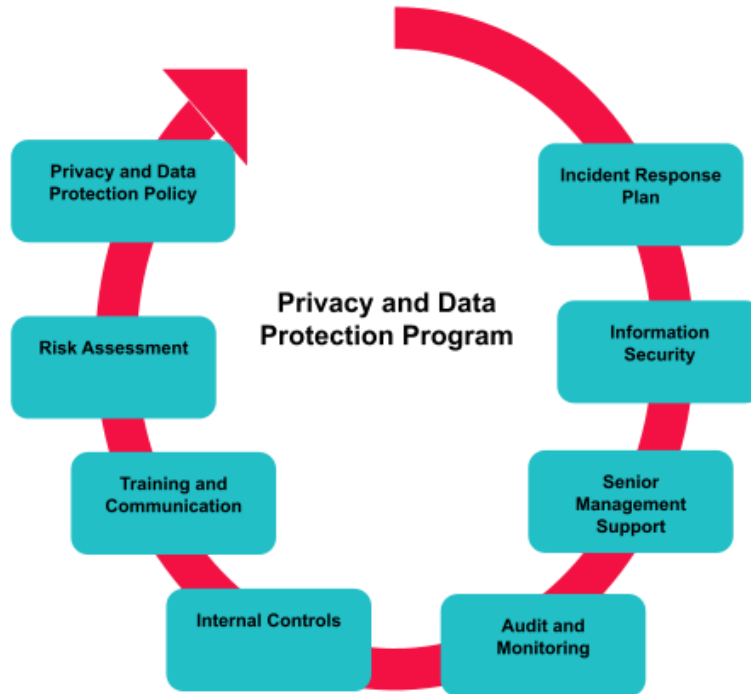 Privacy and Data
Protection Policy
Incident Response
Plan
Privacy and Data
Protection Program
Risk Assessment
Information
Security
Training and
Communication
Senior
Management
Support
Internal Controls
Audit and
Monitoring